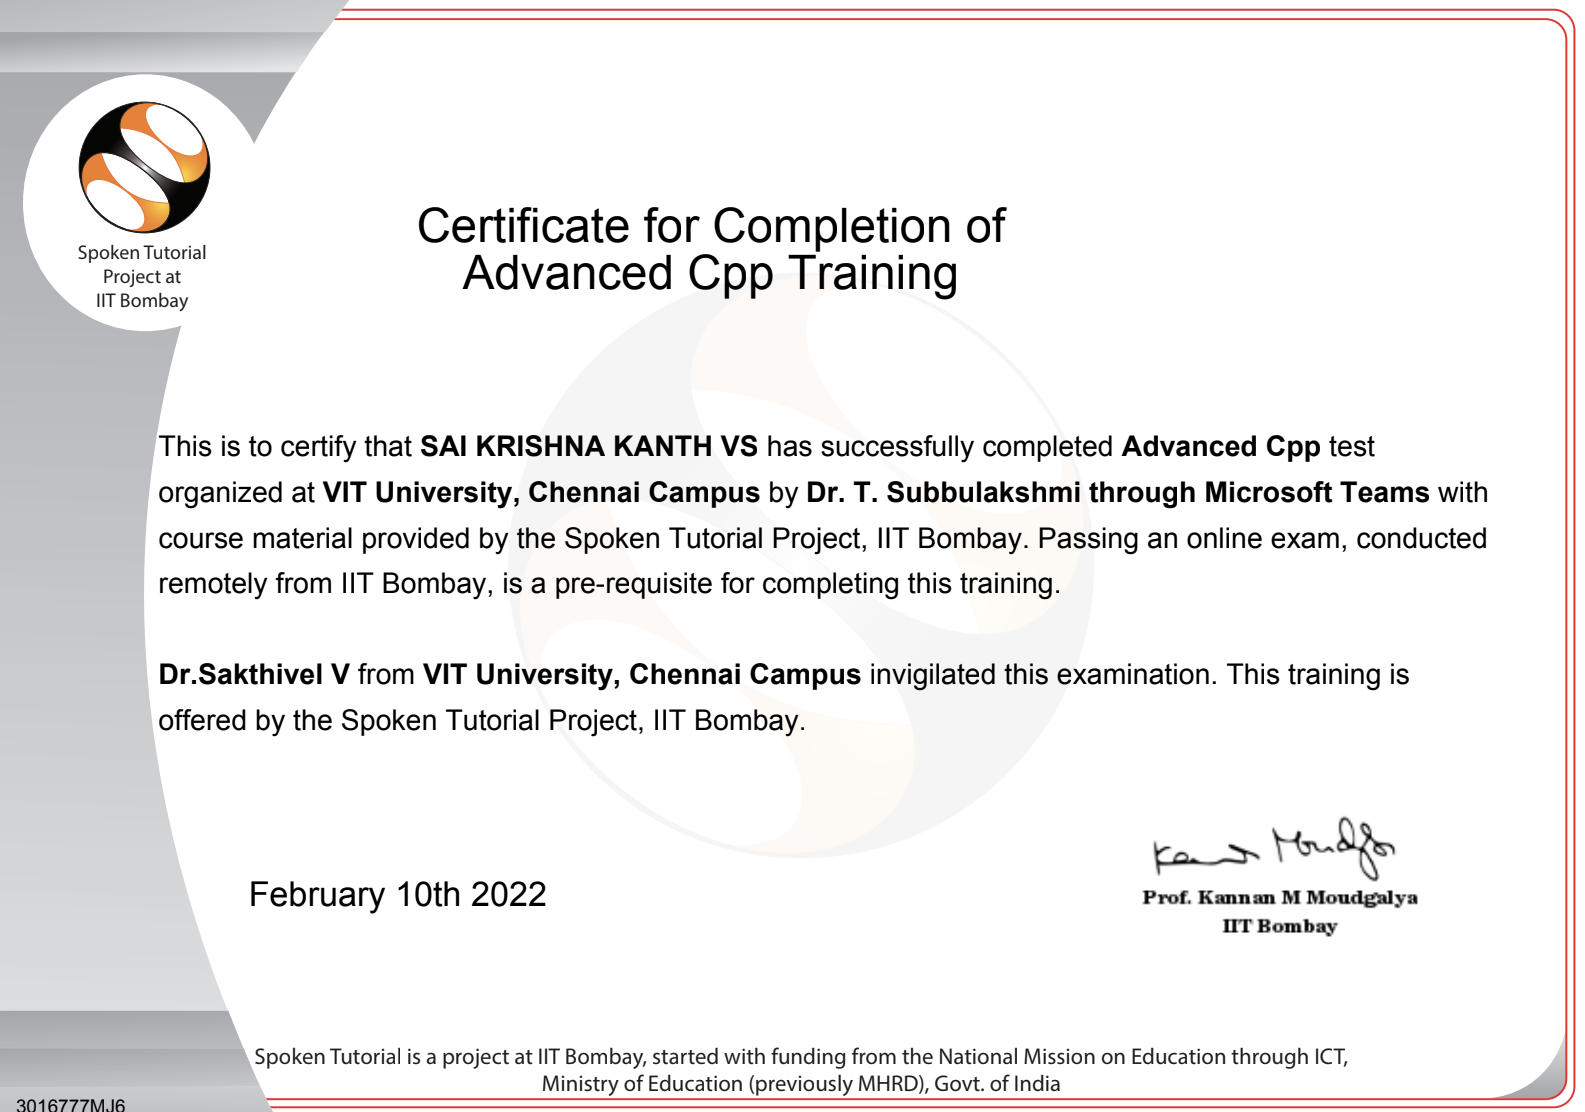 Spoken Tutorial
Project at
IIT Bombay
Certificate for Completion of
Advanced Cpp Training
This is to certify that SAI KRISHNA KANTH VS has successfully completed Advanced Cpp test
organized at VIT University, Chennai Campus by Dr. T. Subbulakshmi through Microsoft Teams with
course material provided by the Spoken Tutorial Project, IIT Bombay. Passing an online exam, conducted
remotely from IIT Bombay, is a pre-requisite for completing this training.
Dr.Sakthivel V from VIT University, Chennai Campus invigilated this examination. This training is
offered by the Spoken Tutorial Project, IIT Bombay.
February 10th 2022
Kannan Moudgalya
Prof. Kannan M Moudgalya
IIT Bombay
Spoken Tutorial is a project at IIT Bombay, started with funding from the National Mission on Education through ICT,
Ministry of Education (previously MHRD), Govt. of India
3016777MJ6